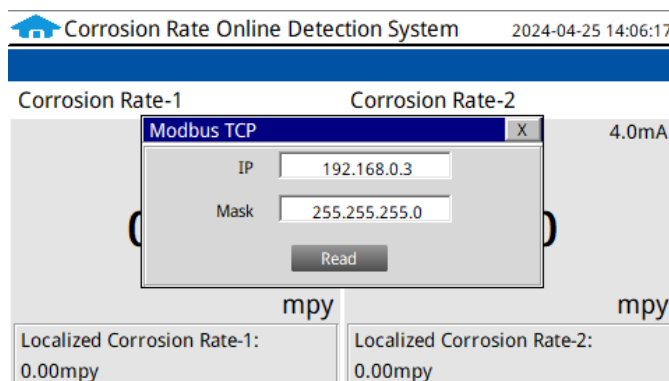 Corrosion Rate Online Detection System 2024-04-25 14:06:17
Corrosion Rate-1 Corrosion Rate-2
Modbus TCP X
4.0mA
IP 192.168.0.3
Mask 255.255.255.0
Read
mpy mpy
Localized Corrosion Rate-1: Localized Corrosion Rate-2:
0.00mpy 0.00mpy